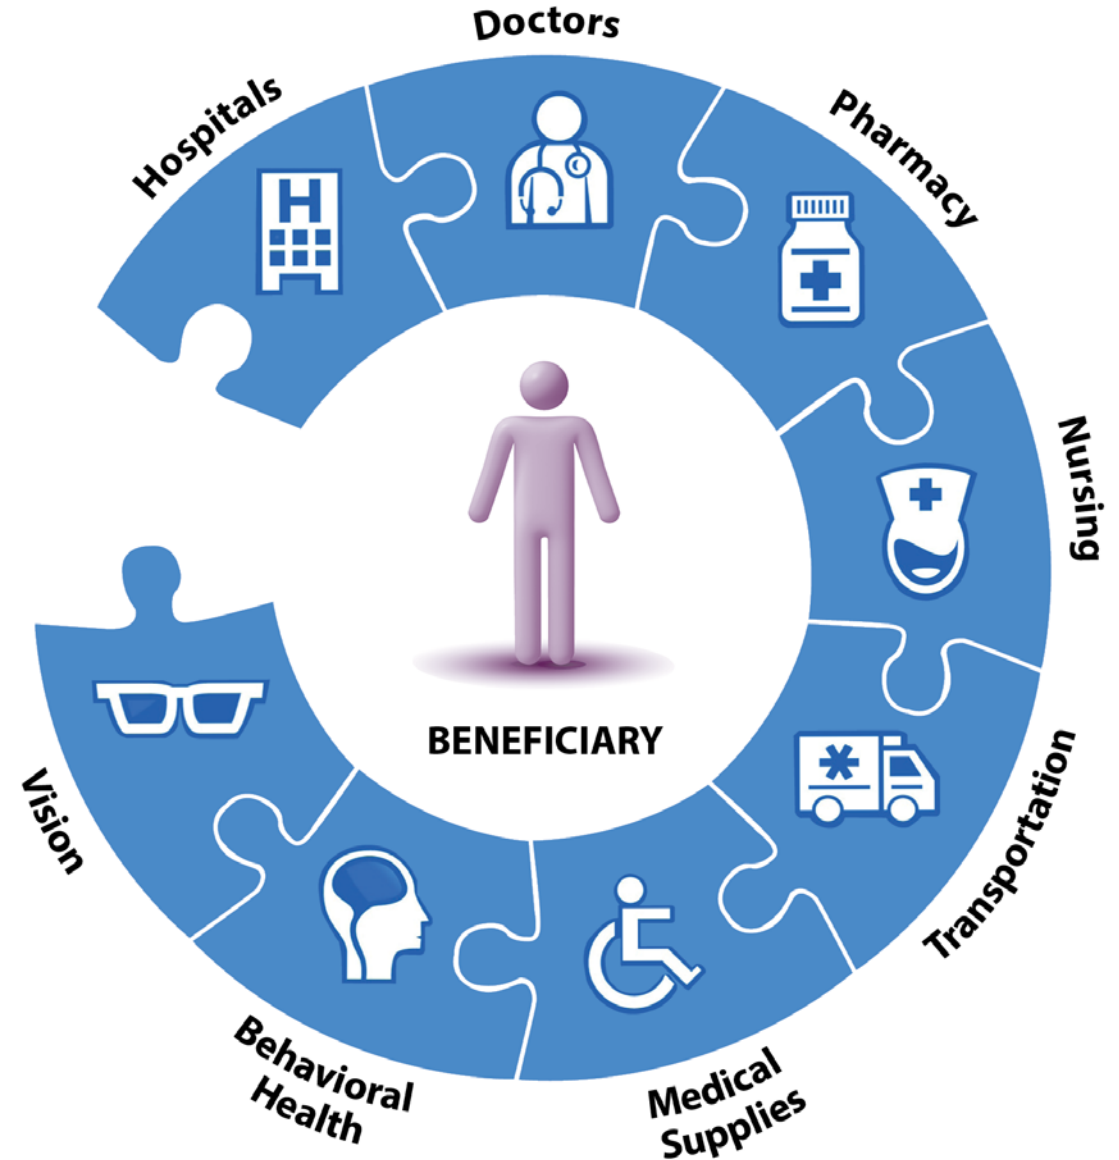 Doctors
Hospitals
Pharmacy
H
Nursing
BENEFICIARY
Transportation
Vision
Behavioral
Health
Medical
Supplies